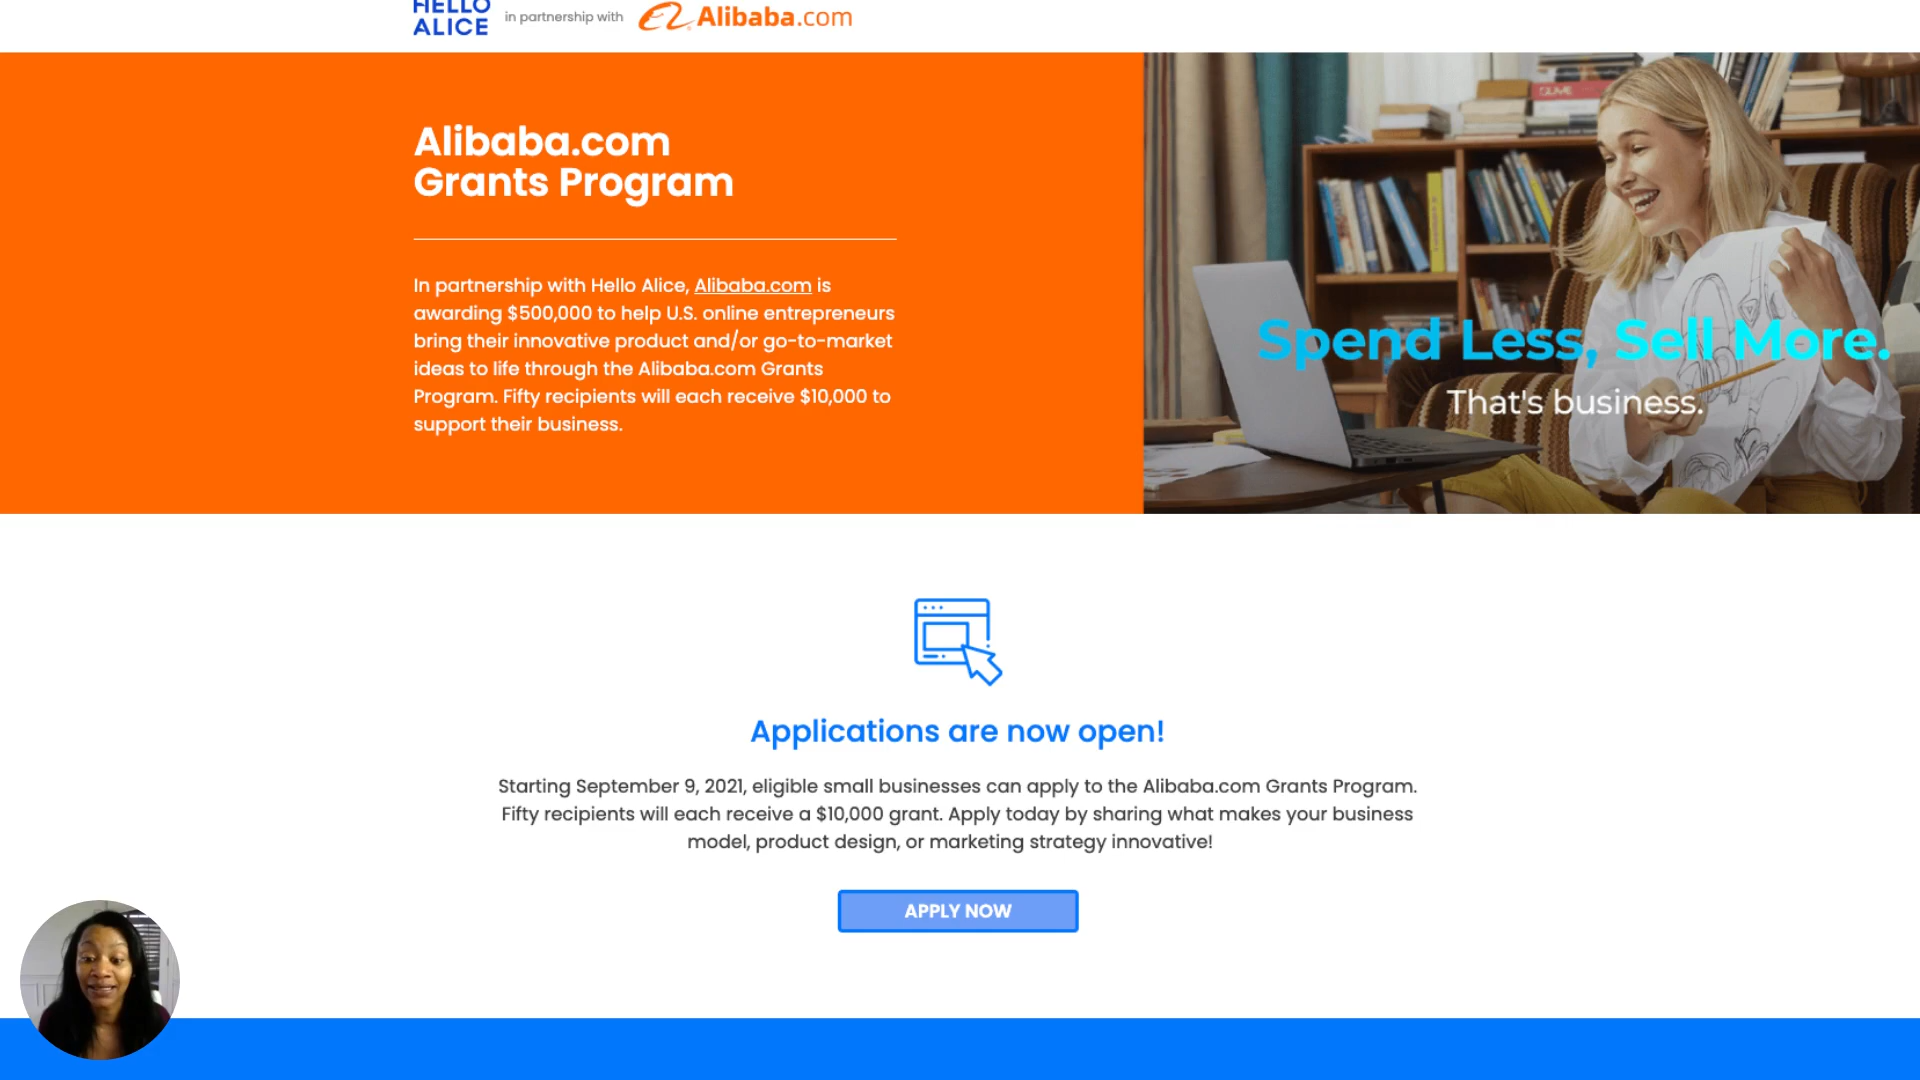 HELLO
ALICE
in partnership with
Alibaba.com
Alibaba.com
Grants Program
In partnership with Hello Alice, Alibaba.com is
awarding $500,000 to help U.S. online entrepreneurs
bring their innovative product and/or go-to-market
ideas to life through the Alibaba.com Grants
Program. Fifty recipients will each receive $10,000 to
support their business.
Spend Less, Sell More.
That's business.
Applications are now open!
Starting September 9, 2021, eligible small businesses can apply to the Alibaba.com Grants Program.
Fifty recipients will each receive a $10,000 grant. Apply today by sharing what makes your business
model, product design, or marketing strategy innovative!
APPLY NOW